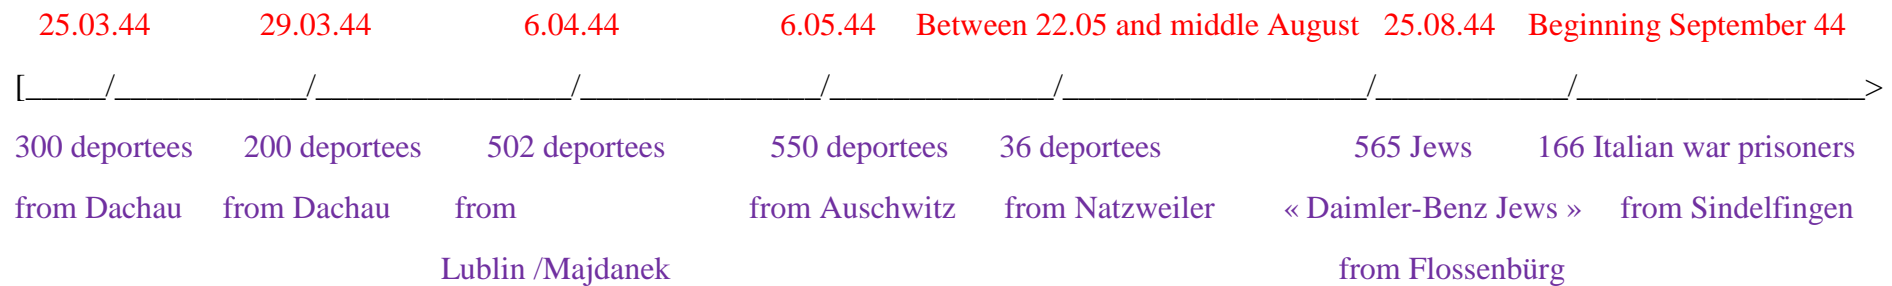 25.03.44 29.03.44 6.04.44 6.05.44 Between 22.05 and middle August 25.08.44 Beginning September 44
[_____/____________/________________/_______________/______________/___________________/____________/__________________>
300 deportees 200 deportees 502 deportees 550 deportees 36 deportees 565 Jews 166 Italian war prisoners
from Dachau from Dachau from from Auschwitz from Natzweiler « Daimler-Benz Jews » from Sindelfingen
Lublin /Majdanek from Flossenbürg